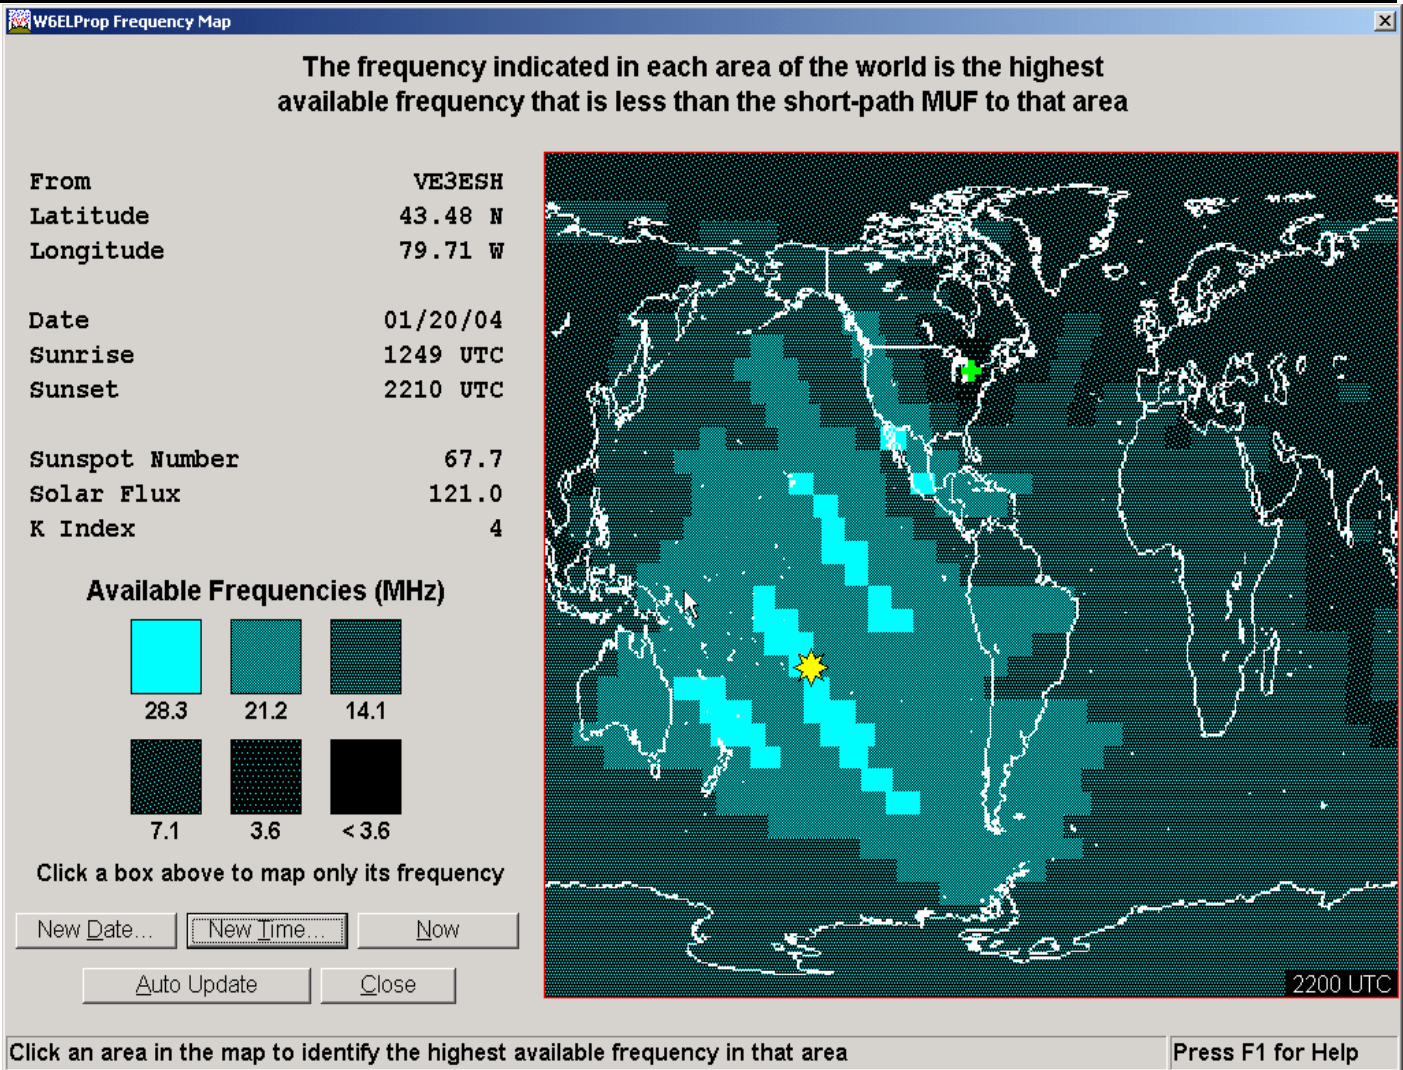 W6ELProp Frequency Map
The frequency indicated in each area of the world is the highest
available frequency that is less than the short-path MUF to that area
From VE3ESH
Latitude 43.48 N
Longitude 79.71 W
Date 01/20/04
Sunrise 1249 UTC
Sunset 2210 UTC
Sunspot Number 67.7
Solar Flux 121.0
K Index 4
Available Frequencies (MHz)
28.3 21.2 14.1
7.1 3.6 < 3.6
Click a box above to map only its frequency
New Date... New Time... Now
Auto Update Close
2200 UTC
Click an area in the map to identify the highest available frequency in that area Press F1 for Help